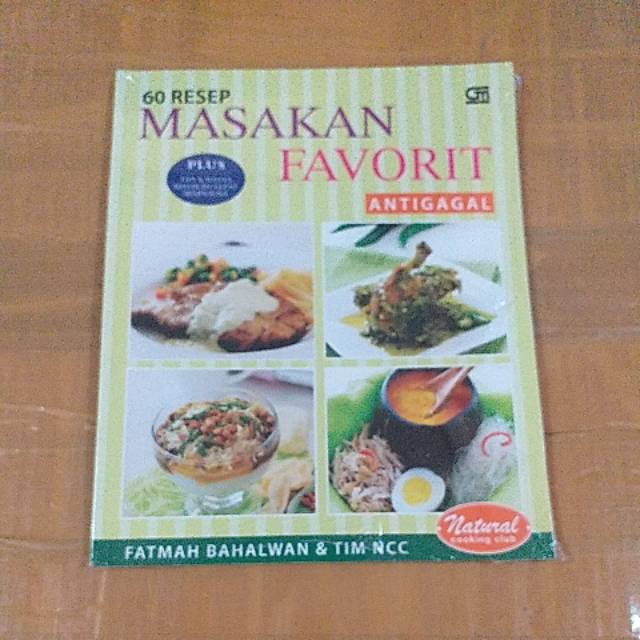 60 RESEP
MASAKAN
FAVORIT
PLUS
ANTIGAGAL
Natural
cooking club
FATMAH BAHALWAN & TIM NCC